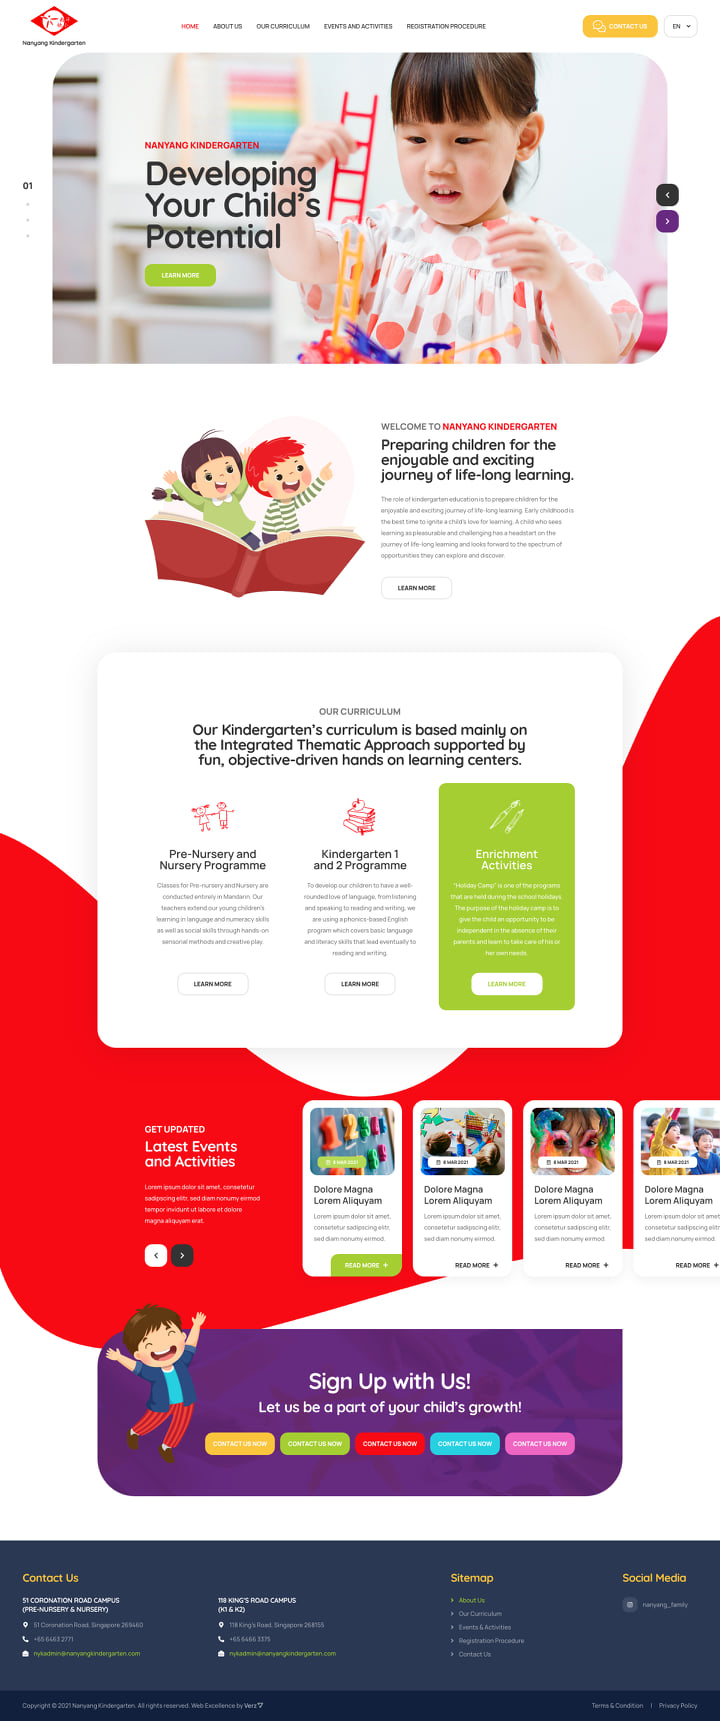 Nanyang Kindergarten
HOME
ABOUT US
OUR CURRICULUM
EVENTS AND ACTIVITIES
REGISTRATION PROCEDURE
CONTACT US
EN
01
NANYANG KINDERGARTEN
Developing
Your Child's
Potential
LEARN MORE
WELCOME TO NANYANG KINDERGARTEN
Preparing children for the
enjoyable and exciting
journey of life-long learning.
The role of kindergarten education is to prepare children for the
enjoyable and exciting journey of life-long learning. Early childhood is
the best time to ignite a child's love for learning. A child who sees
learning as pleasurable and challenging has a headstart on the
journey of life-long learning and looks forward to the spectrum of
opportunities they can explore and discover.
LEARN MORE
OUR CURRICULUM
Our Kindergarten's curriculum is based mainly on
the Integrated Thematic Approach supported by
fun, objective-driven hands on learning centers.
Pre-Nursery and
Nursery Programme
Classes for Pre-nursery and Nursery are
conducted entirely in Mandarin. Our
teachers extend our young children's
learning in language and numeracy skills
as well as social skills through hands-on
sensorial methods and creative play.
LEARN MORE
Kindergarten 1
and 2 Programme
To develop our children to have a well-
rounded love of language, from listening
and speaking to reading and writing, we
are using a phonics-based English
program which covers basic language
and literacy skills that lead eventually to
reading and writing.
LEARN MORE
Enrichment
Activities
"Holiday Camp" is one of the programs
that are held during the school holidays.
The purpose of the holiday camp is to
give the child an opportunity to be
independent in the absence of their
parents and learn to take care of his or
her own needs.
LEARN MORE
GET UPDATED
Latest Events
and Activities
Lorem ipsum dolor sit amet, consetetur
sadipscing elitr, sed diam nonumy eirmod
tempor invidunt ut labore et dolore
magna aliquyam erat.
8 MAR 2021
Dolore Magna
Lorem Aliquyam
Lorem ipsum dolor sit amet,
consetetur sadipscing elitr,
sed diam nonumy eirmod.
READ MORE +
8 MAR 2021
Dolore Magna
Lorem Aliquyam
Lorem ipsum dolor sit amet,
consetetur sadipscing elitr,
sed diam nonumy eirmod.
READ MORE +
8 MAR 2021
Dolore Magna
Lorem Aliquyam
Lorem ipsum dolor sit amet,
consetetur sadipscing elitr,
sed diam nonumy eirmod.
READ MORE +
8 MAR 2021
Dolore Magna
Lorem Aliquyam
Lorem ipsum dolor sit
consetetur sadipscing
sed diam nonumy eirmod.
READ MORE +
Sign Up with Us!
Let us be a part of your child's growth!
CONTACT US NOW
CONTACT US NOW
CONTACT US NOW
CONTACT US NOW
CONTACT US NOW
Contact Us
51 CORONATION ROAD CAMPUS
(PRE-NURSERY & NURSERY)
51 Coronation Road, Singapore 269460
+65 6463 2771
nykadmin@nanyangkindergarten.com
118 KING'S ROAD CAMPUS
(K1 & K2)
118 King's Road, Singapore 268155
+65 6466 3375
nykadmin@nanyangkindergarten.com
Sitemap
About Us
Our Curriculum
Events & Activities
Registration Procedure
Contact Us
Social Media
nanyang_family
Copyright © 2021 Nanyang Kindergarten. All rights reserved. Web Excellence by Verz
Terms & Condition | Privacy Policy